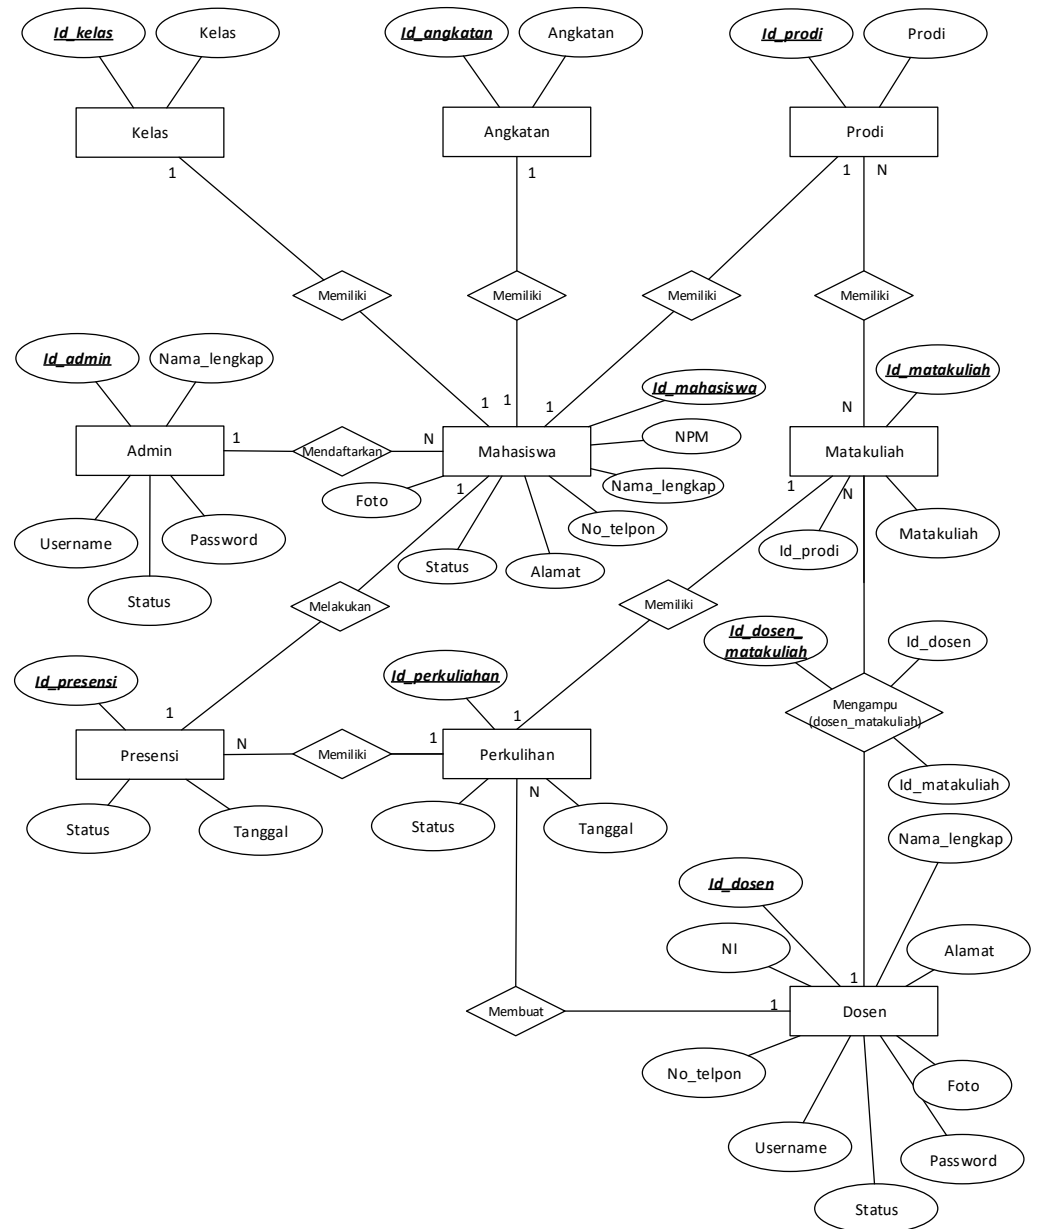 Id_kelas
Kelas
Id_angkatan
Angkatan
Id_prodi
Prodi
Kelas
Angkatan
Prodi
1
1
1
N
Memiliki
Memiliki
Memiliki
Memiliki
Id_admin
Nama_lengkap
Id_mahasiswa
Id_matakuliah
1
1
1
N
Admin
1
Mendaftarkan
N
Mahasiswa
NPM
Matakuliah
Foto
1
Nama_lengkap
1
N
Username
Password
No_telpon
Id_prodi
Matakuliah
Status
Status
Alamat
Melakukan
Memiliki
Id_dosen_
matakuliah
Id_dosen
Id_presensi
Id_perkuliahan
Mengampu
(dosen_matakuliah)
1
1
Presensi
N
Memiliki
1
Perkulihan
Id_matakuliah
N
Status
Tanggal
Status
Tanggal
Nama_lengkap
Id_dosen
NI
Alamat
1
Membuat
1
Dosen
No_telpon
Foto
Username
Password
Status